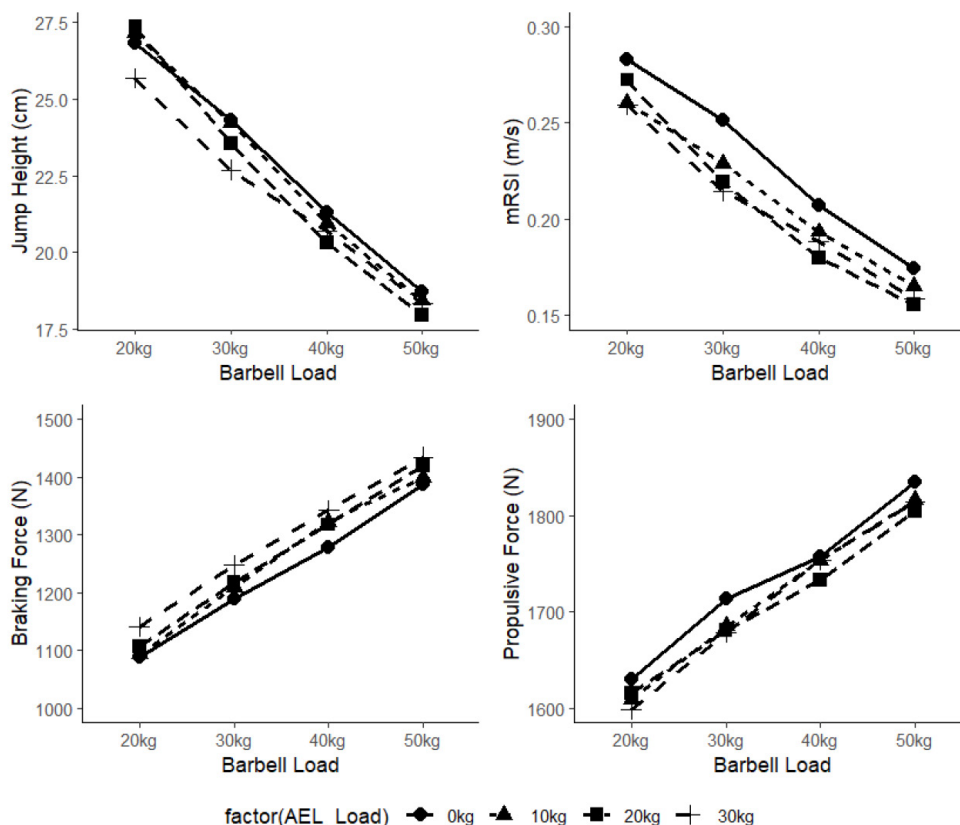 Jump Height (cm)
27.5
25.0
22.5
20.0
17.5
20kg 30kg 40kg 50kg
Barbell Load
mRSI (m/s)
0.30
0.25
0.20
0.15
20kg 30kg 40kg 50kg
Barbell Load
Braking Force (N)
1500
1400
1300
1200
1100
1000
20kg 30kg 40kg 50kg
Barbell Load
Propulsive Force (N)
1900
1800
1700
1600
20kg 30kg 40kg 50kg
Barbell Load
factor(AEL_Load) 0kg 10kg 20kg 30kg